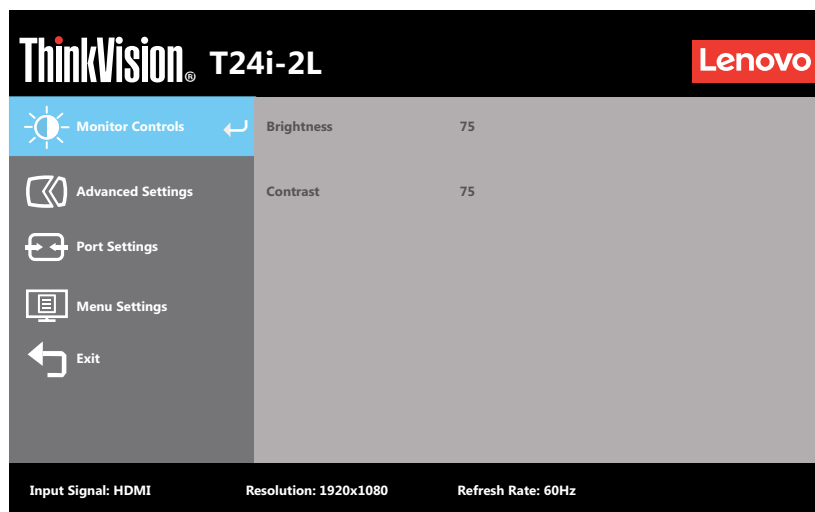 ThinkVision® T24i-2L
Lenovo
Monitor Controls Brightness 75
Advanced Settings Contrast 75
Port Settings
Menu Settings
Exit
Input Signal: HDMI Resolution: 1920x1080 Refresh Rate: 60Hz